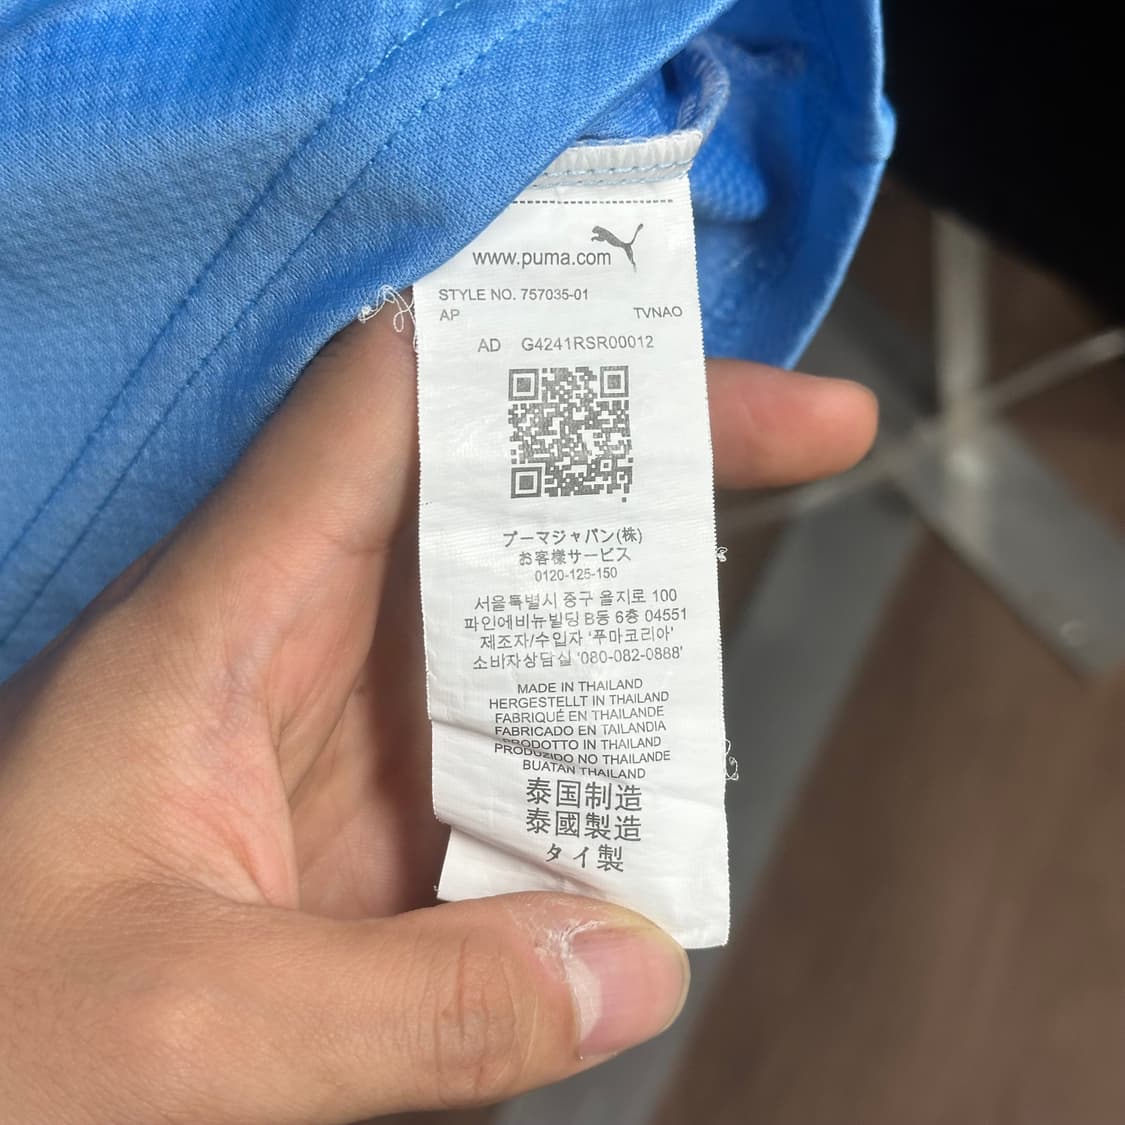 www.puma.com
STYLE NO. 757035-01
AP TVNAO
AD G4241RSR00012
プーマジャパン(株)
お客様サービス
0120-125-150
서울특별시 중구 을지로 100
파인에비뉴빌딩 B동 6층 04551
제조자/수입자 '푸마코리아'
소비자상담실 '080-082-0888'
MADE IN THAILAND
HERGESTELLT IN THAILAND
FABRIQUÉ EN THAILANDE
FABRICADO EN TAILANDIA
PRODOTTO IN THAILAND
PRODUZIDO NO THAILANDE
BUATAN THAILAND
泰国制造
泰國製造
タイ製